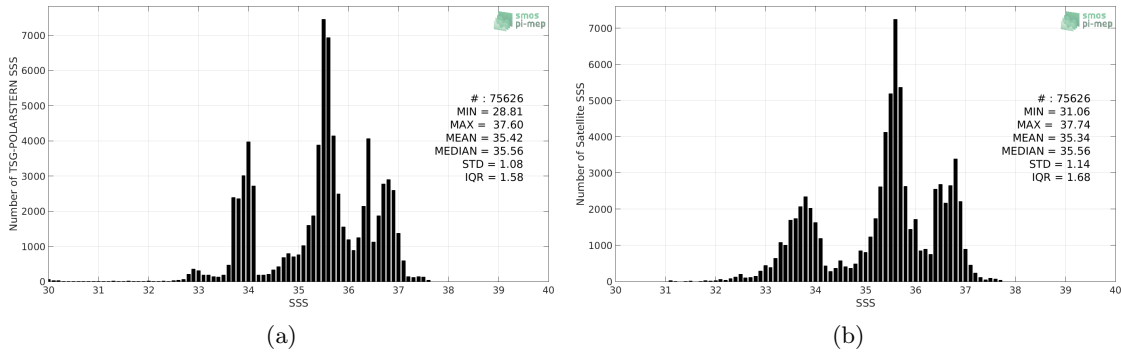 smos
pi-mep
Number of TSG-POLARSTERN SSS
7000
6000
5000
4000
3000
2000
1000
0
# : 75626
MIN = 28.81
MAX = 37.60
MEAN = 35.42
MEDIAN = 35.56
STD = 1.08
IQR = 1.58
30 31 32 33 34 35 36 37 38 39 40
SSS
(a)
smos
pi-mep
Number of Satellite SSS
7000
6000
5000
4000
3000
2000
1000
0
# : 75626
MIN = 31.06
MAX = 37.74
MEAN = 35.34
MEDIAN = 35.56
STD = 1.14
IQR = 1.68
30 31 32 33 34 35 36 37 38 39 40
SSS
(b)